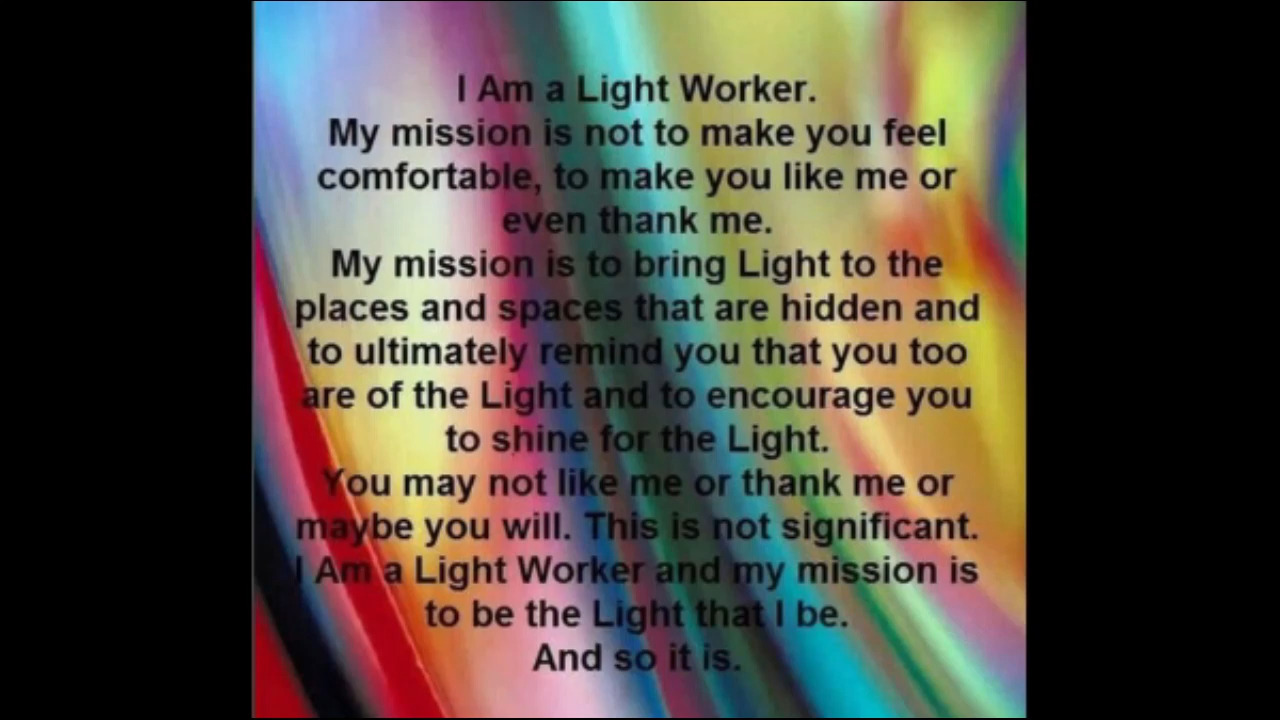 I Am a Light Worker.
My mission is not to make you feel
comfortable, to make you like me or
even thank me.
My mission is to bring Light to the
places and spaces that are hidden and
to ultimately remind you that you too
are of the Light and to encourage you
to shine for the Light.
You may not like me or thank me or
maybe you will. This is not significant.
I Am a Light Worker and my mission is
to be the Light that I be.
And so it is.